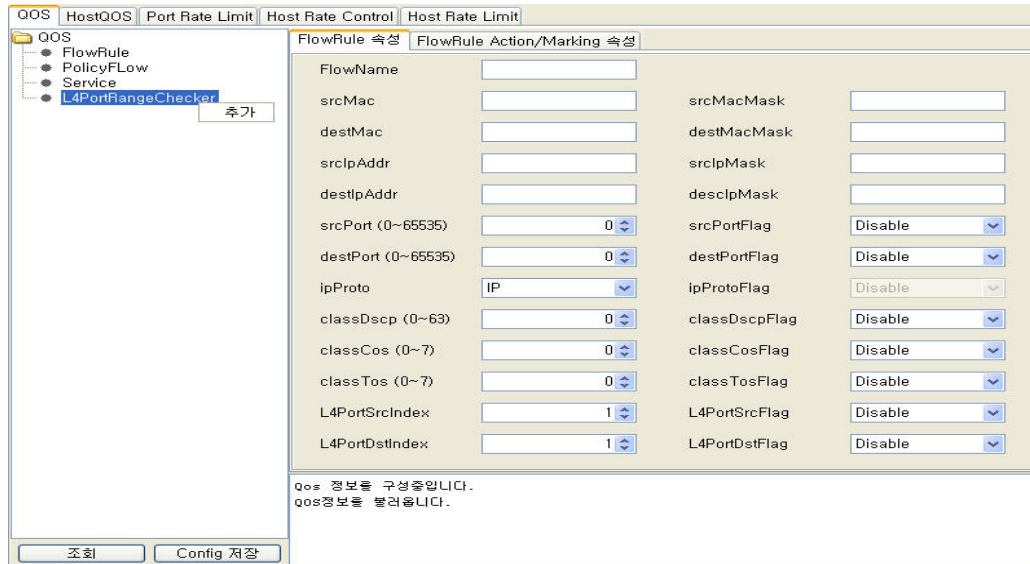 QOS HostQOS Port Rate Limit Host Rate Control Host Rate Limit
QOS
FlowRule
PolicyFLow
Service
L4PortRangeChecker
추가
조회 Config 저장
FlowRule 속성 FlowRule Action/Marking 속성
FlowName
srcMac srcMacMask
destMac destMacMask
srcIpAddr srcIpMask
destIpAddr descIpMask
srcPort (0~65535) 0 srcPortFlag Disable
destPort (0~65535) 0 destPortFlag Disable
ipProto IP ipProtoFlag Disable
classDscp (0~63) 0 classDscpFlag Disable
classCos (0~7) 0 classCosFlag Disable
classTos (0~7) 0 classTosFlag Disable
L4PortSrcIndex 1 L4PortSrcFlag Disable
L4PortDstIndex 1 L4PortDstFlag Disable
Qos 정보를 구성중입니다.
QOS정보를 불러옵니다.